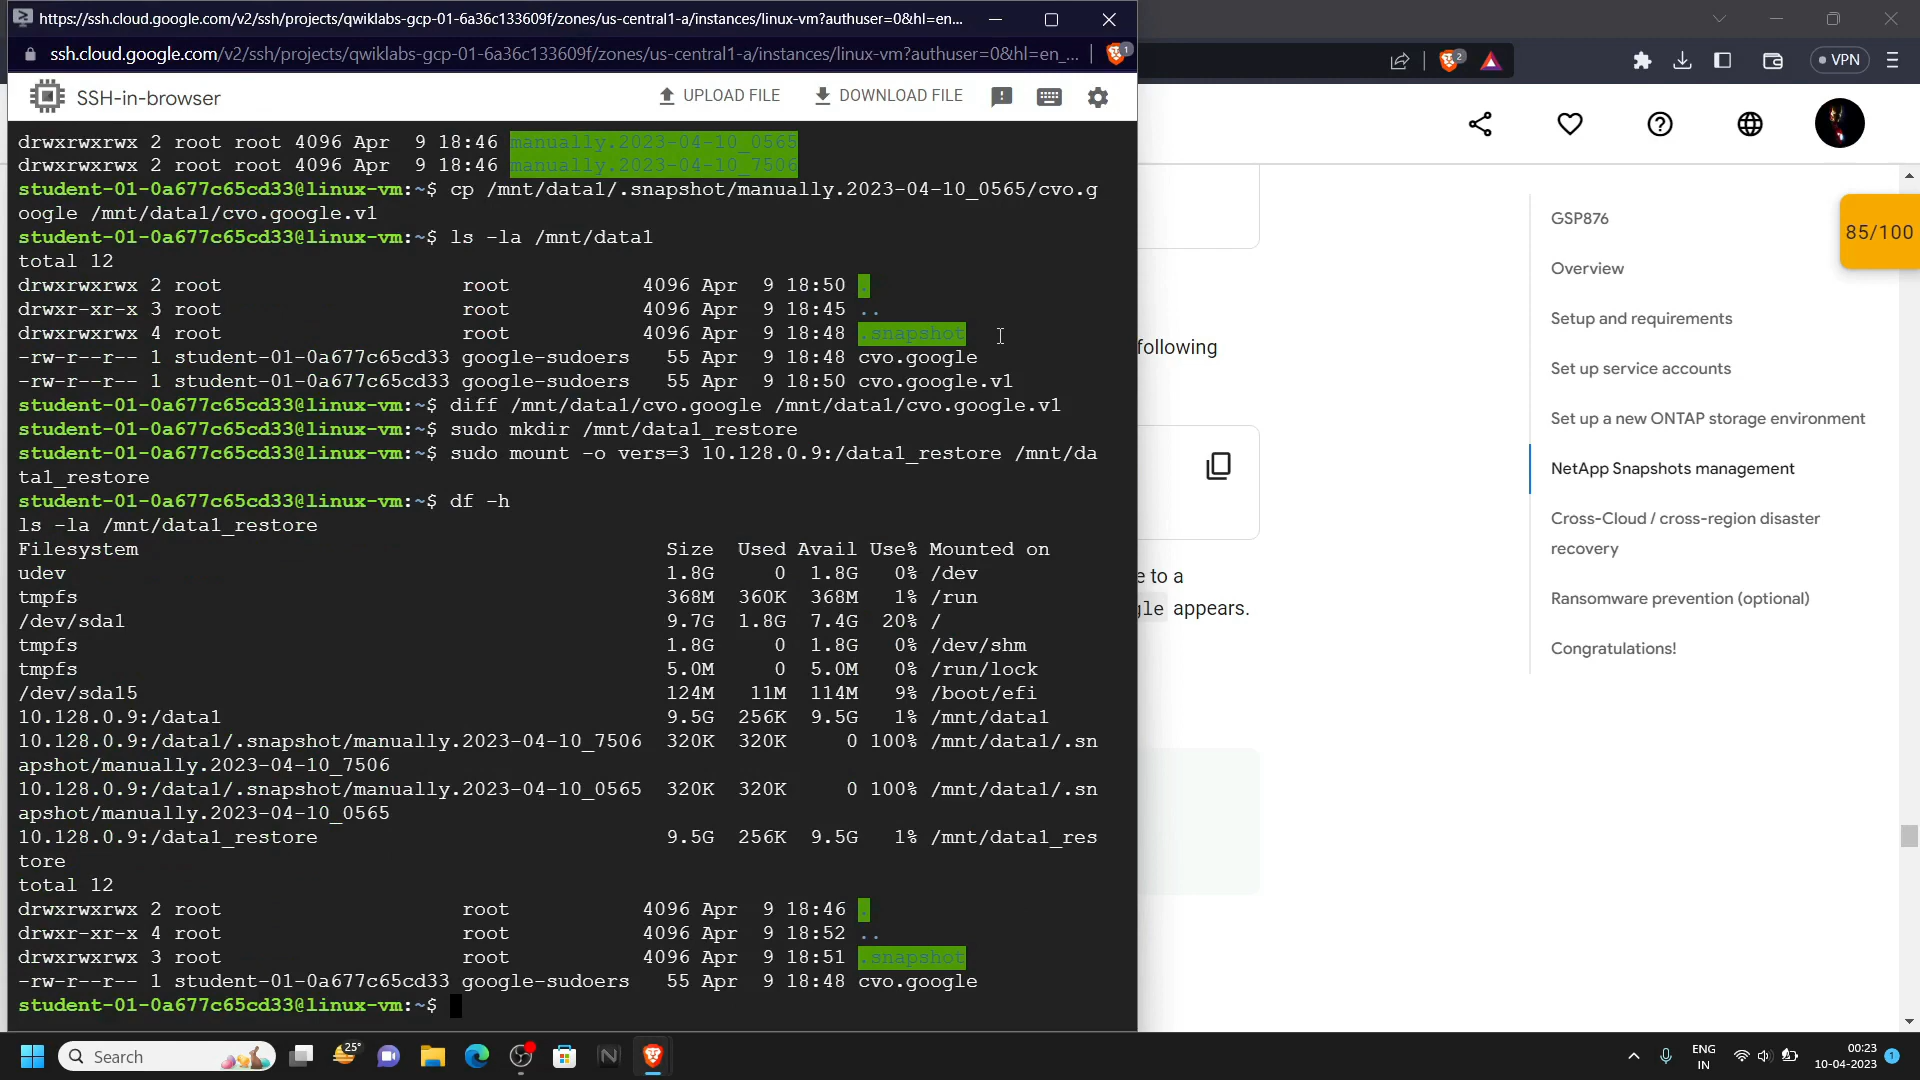 https://ssh.cloud.google.com/v2/ssh/projects/qwiklabs-gcp-01-6a36c133609f/zones/us-central1-a/instances/linux-vm?authuser=0&hl=en...
ssh.cloud.google.com/v2/ssh/projects/qwiklabs-gcp-01-6a36c133609f/zones/us-central1-a/instances/linux-vm?authuser=0&hl=en_...
1
2
VPN
SSH-in-browser
UPLOAD FILE
DOWNLOAD FILE
drwxrwxrwx 2 root root 4096 Apr  9 18:46 manually.2023-04-10_0565
drwxrwxrwx 2 root root 4096 Apr  9 18:46 manually.2023-04-10_7506
student-01-0a677c65cd33@linux-vm:~$ cp /mnt/data1/.snapshot/manually.2023-04-10_0565/cvo.g
oogle /mnt/data1/cvo.google.v1
student-01-0a677c65cd33@linux-vm:~$ ls -la /mnt/data1
total 12
drwxrwxrwx 2 root root 4096 Apr  9 18:50 .
drwxr-xr-x 3 root root 4096 Apr  9 18:45 ..
drwxrwxrwx 4 root root 4096 Apr  9 18:48 .snapshot
-rw-r--r-- 1 student-01-0a677c65cd33 google-sudoers 55 Apr  9 18:48 cvo.google
-rw-r--r-- 1 student-01-0a677c65cd33 google-sudoers 55 Apr  9 18:50 cvo.google.v1
student-01-0a677c65cd33@linux-vm:~$ diff /mnt/data1/cvo.google /mnt/data1/cvo.google.v1
student-01-0a677c65cd33@linux-vm:~$ sudo mkdir /mnt/data1_restore
student-01-0a677c65cd33@linux-vm:~$ sudo mount -o vers=3 10.128.0.9:/data1_restore /mnt/da
ta1_restore
student-01-0a677c65cd33@linux-vm:~$ df -h
ls -la /mnt/data1_restore
Filesystem Size Used Avail Use% Mounted on
udev 1.8G 0 1.8G 0% /dev
tmpfs 368M 360K 368M 1% /run
/dev/sda1 9.7G 1.8G 7.4G 20% /
tmpfs 1.8G 0 1.8G 0% /dev/shm
tmpfs 5.0M 0 5.0M 0% /run/lock
/dev/sda15 124M 11M 114M 9% /boot/efi
10.128.0.9:/data1 9.5G 256K 9.5G 1% /mnt/data1
10.128.0.9:/data1/.snapshot/manually.2023-04-10_7506 320K 320K 0 100% /mnt/data1/.sn
apshot/manually.2023-04-10_7506
10.128.0.9:/data1/.snapshot/manually.2023-04-10_0565 320K 320K 0 100% /mnt/data1/.sn
apshot/manually.2023-04-10_0565
10.128.0.9:/data1_restore 9.5G 256K 9.5G 1% /mnt/data1_res
tore
total 12
drwxrwxrwx 2 root root 4096 Apr  9 18:46 .
drwxr-xr-x 4 root root 4096 Apr  9 18:52 ..
drwxrwxrwx 3 root root 4096 Apr  9 18:51 .snapshot
-rw-r--r-- 1 student-01-0a677c65cd33 google-sudoers 55 Apr  9 18:48 cvo.google
student-01-0a677c65cd33@linux-vm:~$
following
e to a
gle appears.
GSP876
Overview
Setup and requirements
Set up service accounts
Set up a new ONTAP storage environment
NetApp Snapshots management
Cross-Cloud / cross-region disaster
recovery
Ransomware prevention (optional)
Congratulations!
85/100
Search
25°
ENG
IN
00:23
10-04-2023
1